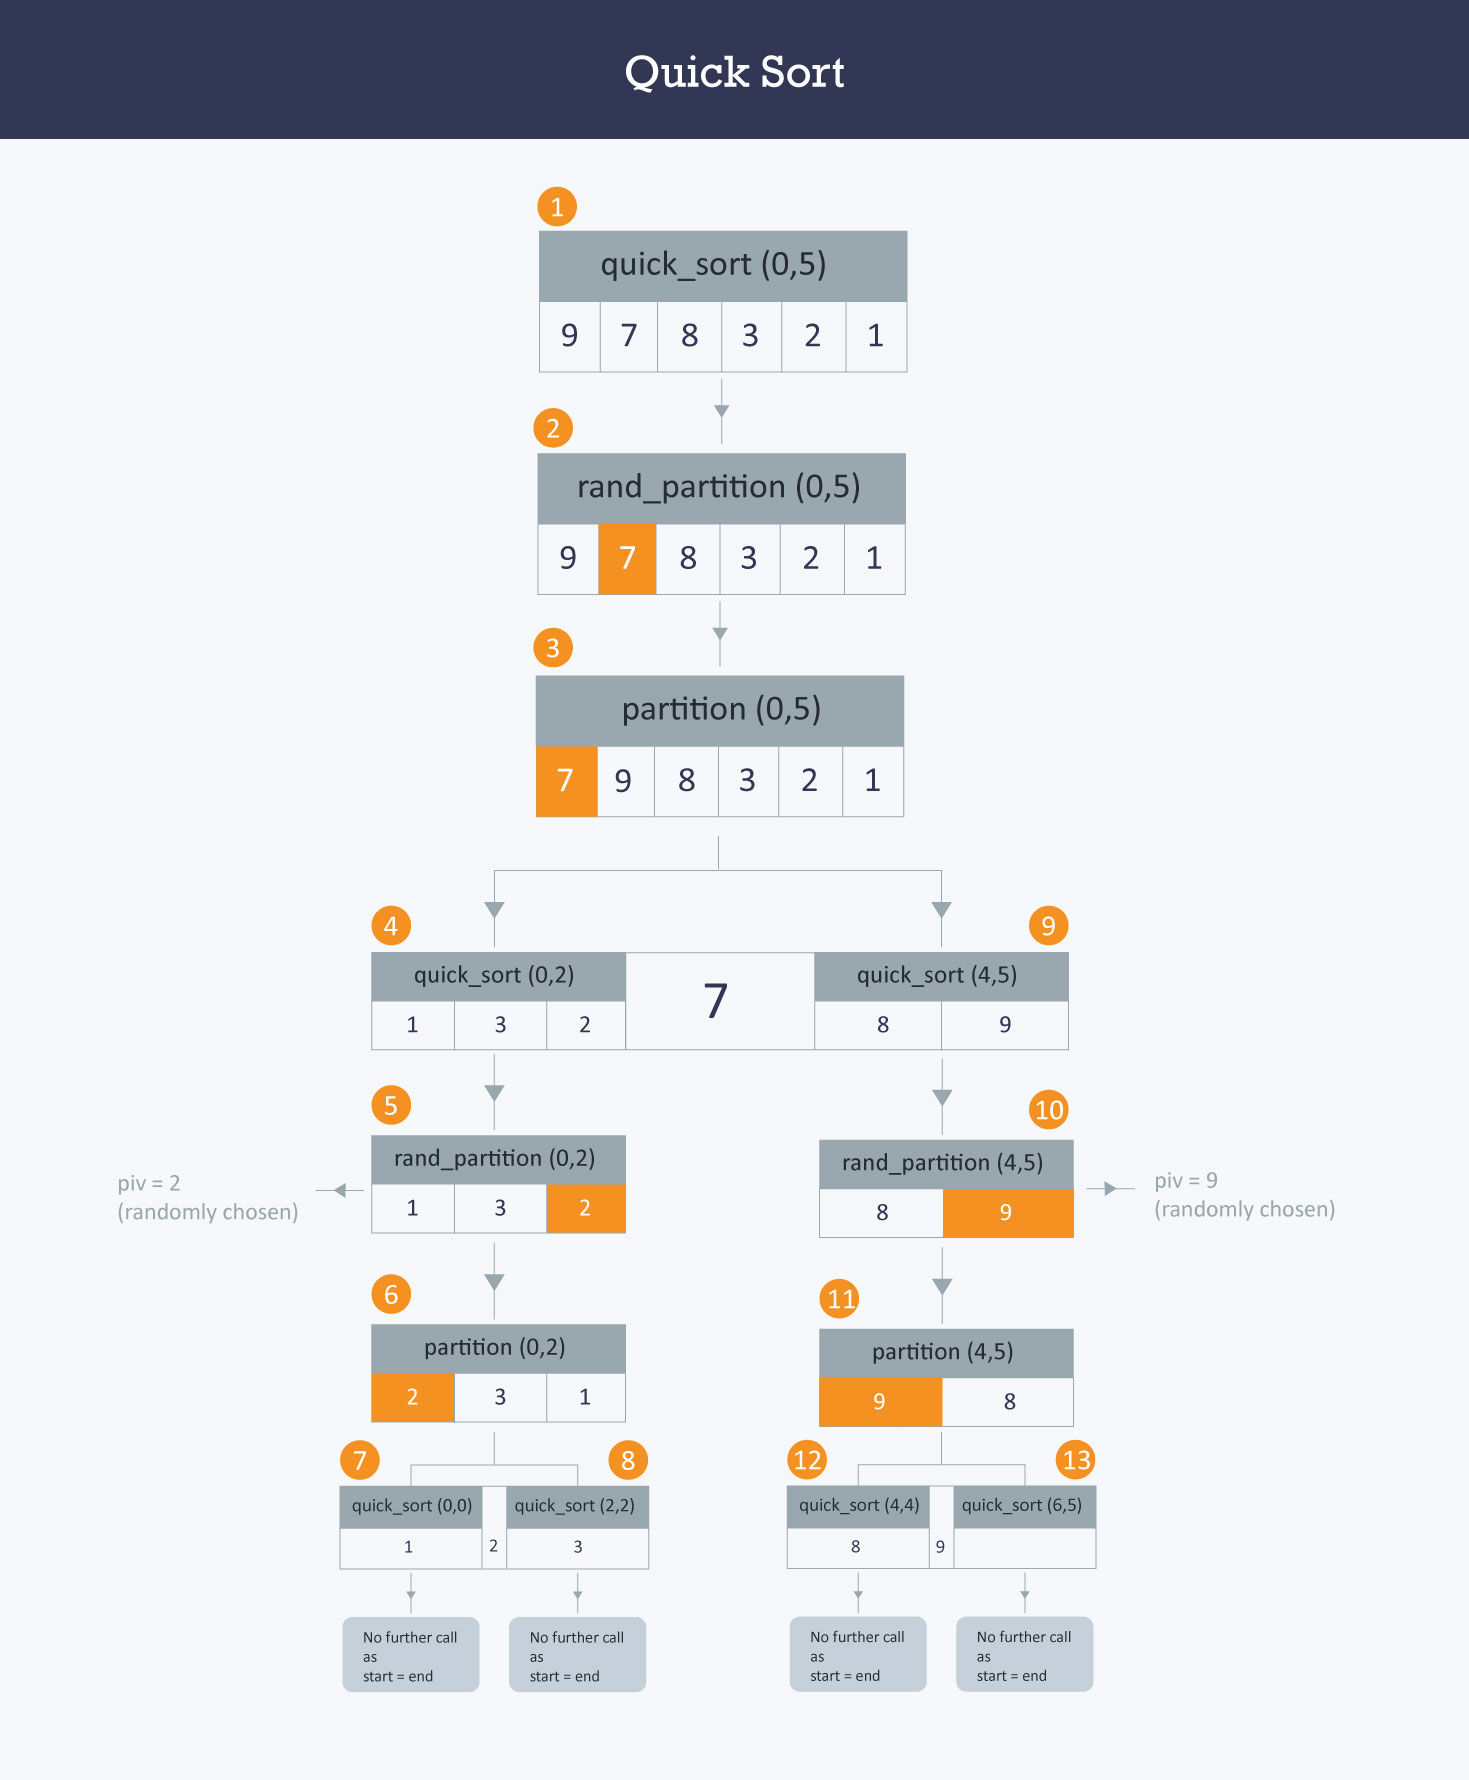 Quick Sort
1
quick_sort (0,5)
9 7 8 3 2 1
2
rand_partition (0,5)
9 7 8 3 2 1
3
partition (0,5)
7 9 8 3 2 1
4
quick_sort (0,2)
1 3 2
7
9
quick_sort (4,5)
8 9
5
rand_partition (0,2)
1 3 2
piv = 2
(randomly chosen)
10
rand_partition (4,5)
8 9
piv = 9
(randomly chosen)
6
partition (0,2)
2 3 1
11
partition (4,5)
9 8
7
quick_sort (0,0)
1
2
8
quick_sort (2,2)
3
12
quick_sort (4,4)
8
9
13
quick_sort (6,5)
No further call
as
start = end
No further call
as
start = end
No further call
as
start = end
No further call
as
start = end